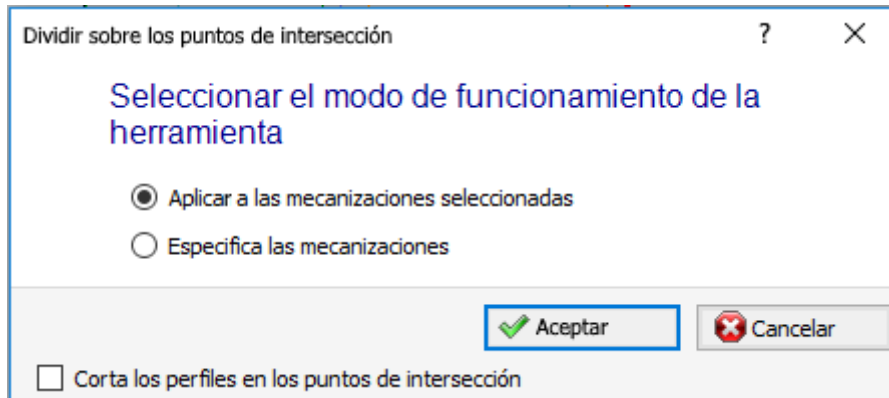 Dividir sobre los puntos de intersección ?
Seleccionar el modo de funcionamiento de la
herramienta
Aplicar a las mecanizaciones seleccionadas
Especifica las mecanizaciones
Aceptar Cancelar
Corta los perfiles en los puntos de intersección